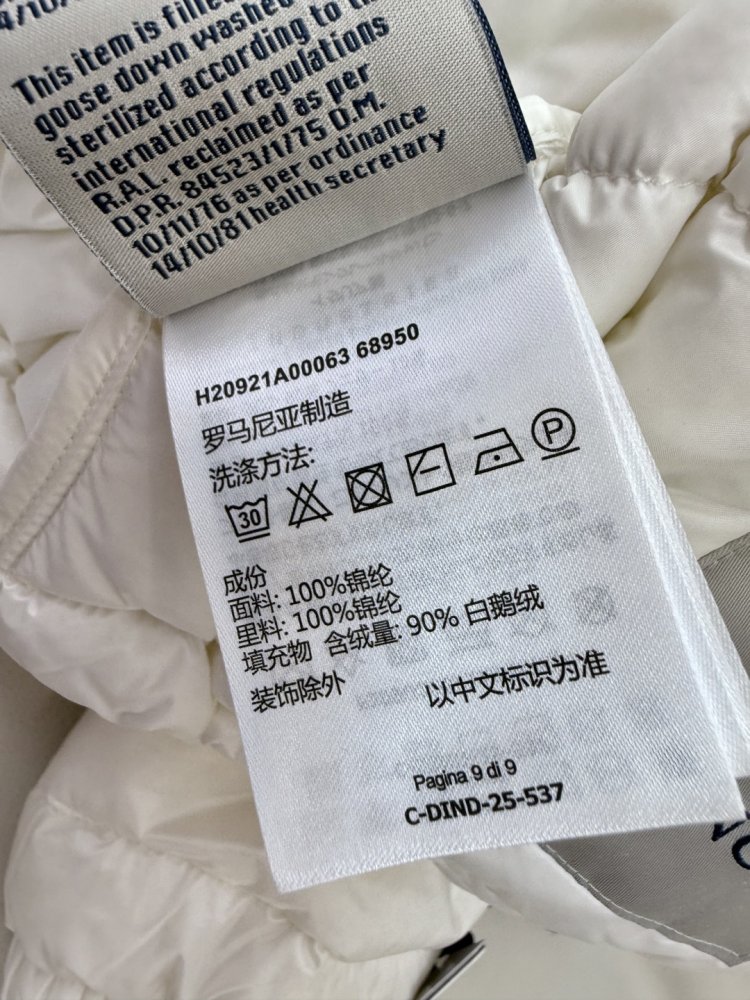 4/10/
This item is filled
goose down washed
sterilized according to
international regulations
R.A.L. reclaimed as per
D.P.R. 84523/1/75 D.M.
10/11/76 as per ordinance
14/10/81 health secretary
H20921A00063 68950
罗马尼亚制造
洗涤方法:
30 P
成份
面料: 100%锦纶
里料: 100%锦纶
填充物 含绒量: 90% 白鹅绒
装饰除外 以中文标识为准
Pagina 9 di 9
C-DIND-25-537